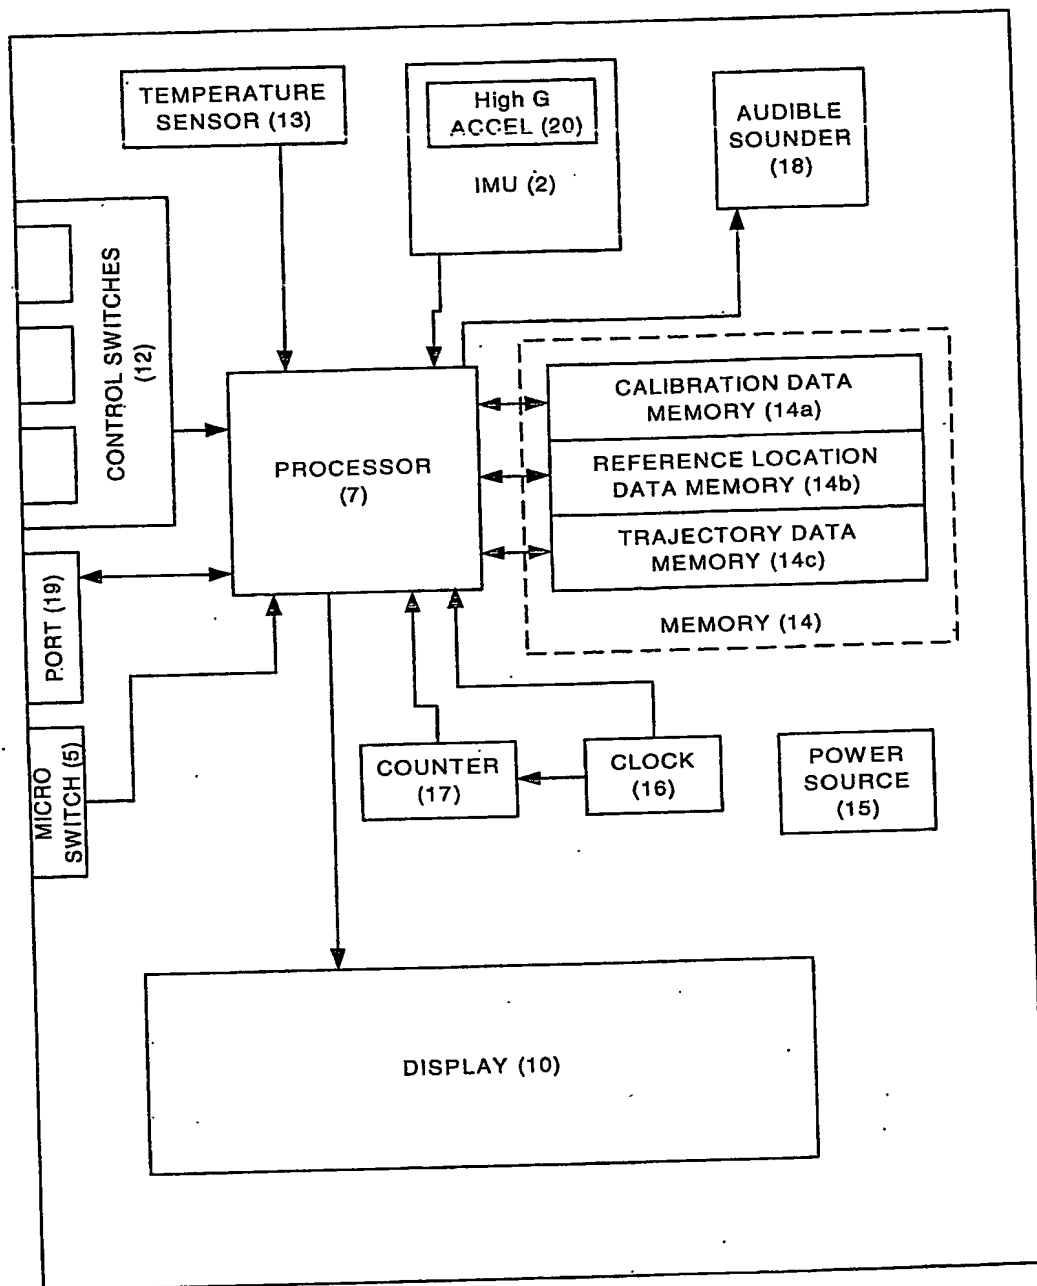 TEMPERATURE
SENSOR (13)
High G
ACCEL (20)
IMU (2)
AUDIBLE
SOUNDER
(18)
CONTROL SWITCHES
(12)
PROCESSOR
(7)
CALIBRATION DATA
MEMORY (14a)
REFERENCE LOCATION
DATA MEMORY (14b)
TRAJECTORY DATA
MEMORY (14c)
MEMORY (14)
PORT (19)
MICRO
SWITCH (5)
COUNTER
(17)
CLOCK
(16)
POWER
SOURCE
(15)
DISPLAY (10)